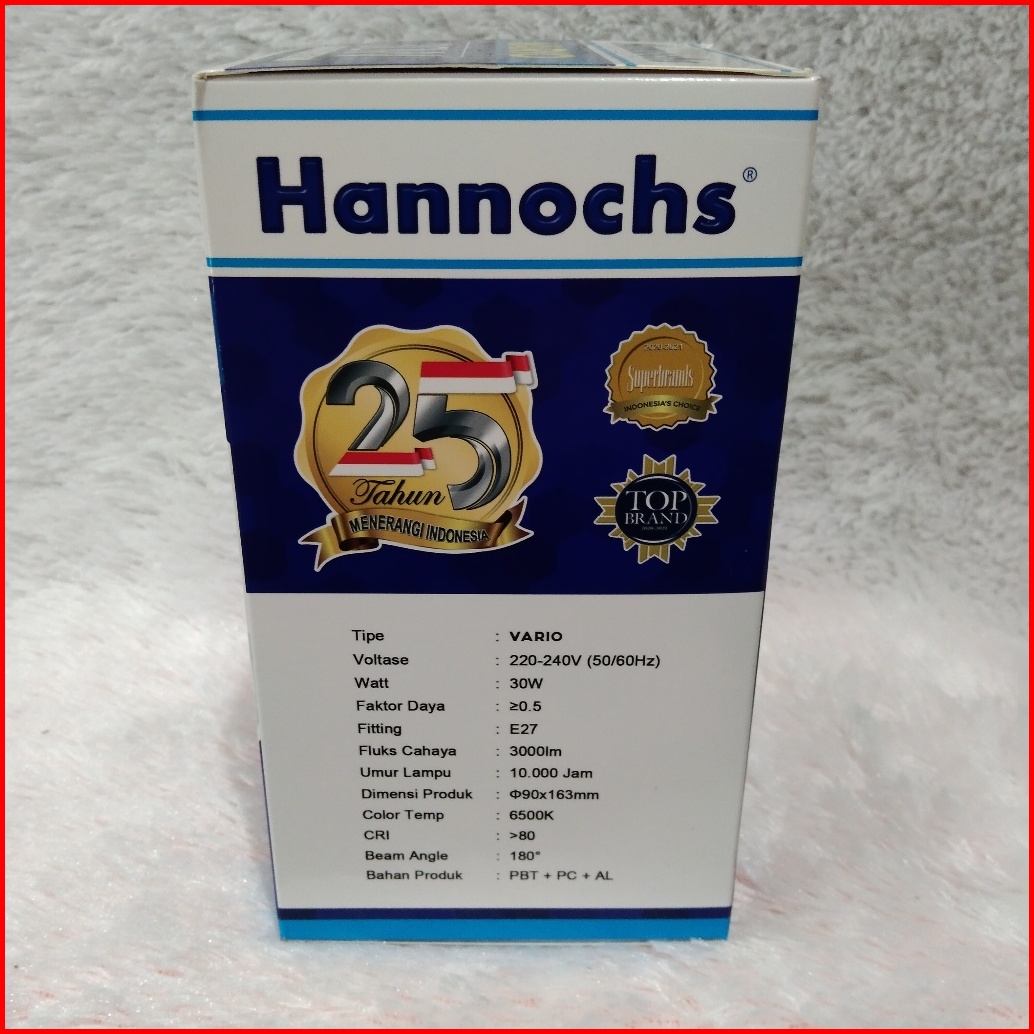 Hannochs®
25
Tahun
MENERANGI INDONESIA
2020-2021
Superbrands
INDONESIA'S CHOICE
TOP
BRAND
Tipe : VARIO
Voltase : 220-240V (50/60Hz)
Watt : 30W
Faktor Daya : ≥0.5
Fitting : E27
Fluks Cahaya : 3000lm
Umur Lampu : 10.000 Jam
Dimensi Produk : Φ90x163mm
Color Temp : 6500K
CRI : >80
Beam Angle : 180°
Bahan Produk : PBT + PC + AL